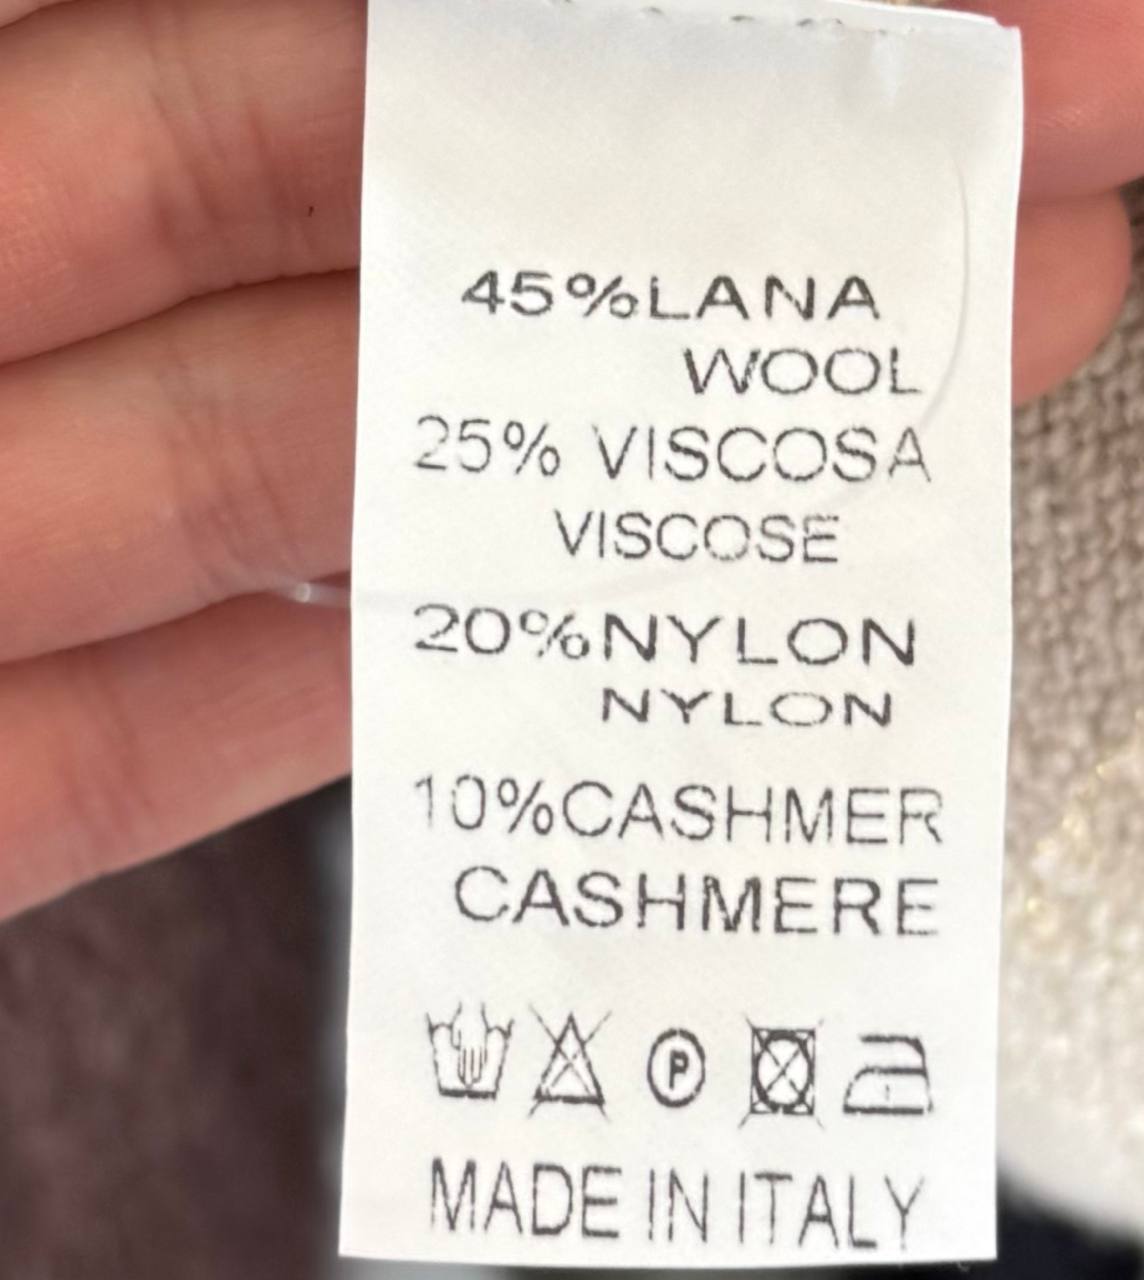 45%LANA
WOOL
25% VISCOSA
VISCOSE
20%NYLON
NYLON
10%CASHMER
CASHMERE
P
MADE IN ITALY